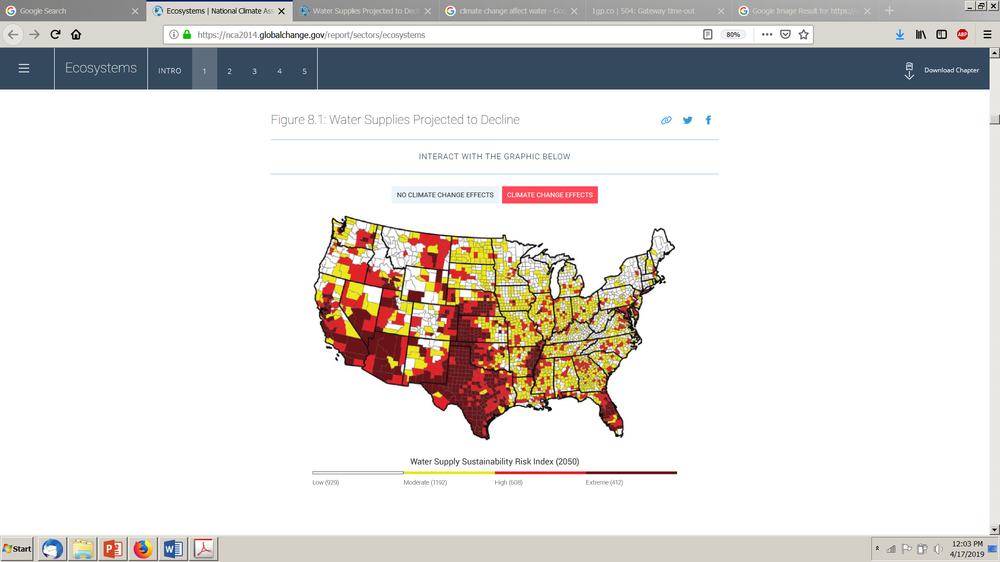 Google Search
Ecosystems | National Climate Ass
Water Supplies Projected to Decli
climate change affect water - Goo
1gp.co | 504: Gateway time-out
Google Image Result for https://
https://nca2014.globalchange.gov/report/sectors/ecosystems
80%
ABP
Ecosystems
INTRO
1
2
3
4
5
Download Chapter
Figure 8.1: Water Supplies Projected to Decline
INTERACT WITH THE GRAPHIC BELOW
NO CLIMATE CHANGE EFFECTS
CLIMATE CHANGE EFFECTS
Water Supply Sustainability Risk Index (2050)
Low (929)
Moderate (1192)
High (608)
Extreme (412)
Start
12:03 PM
4/17/2019